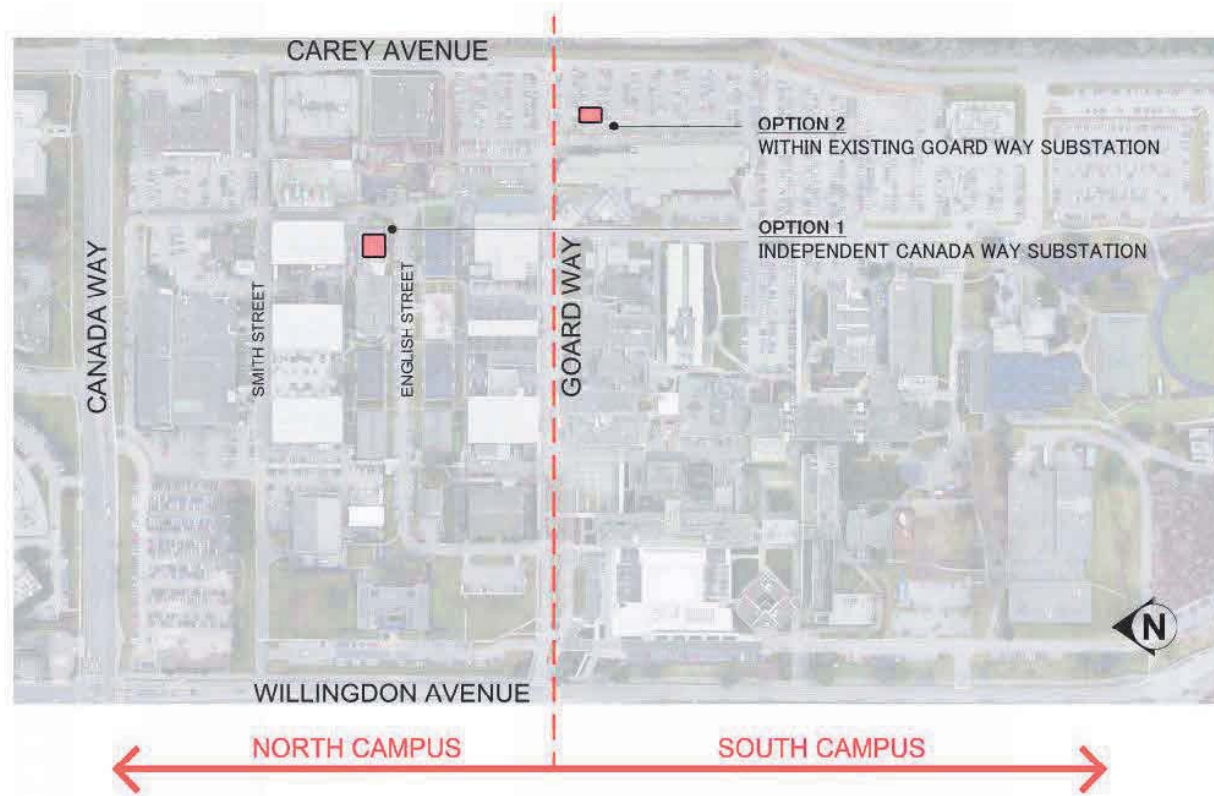 CAREY AVENUE
OPTION 2
WITHIN EXISTING GOARD WAY SUBSTATION
OPTION 1
INDEPENDENT CANADA WAY SUBSTATION
CANADA WAY
SMITH STREET
ENGLISH STREET
GOARD WAY
N
WILLINGDON AVENUE
NORTH CAMPUS
SOUTH CAMPUS